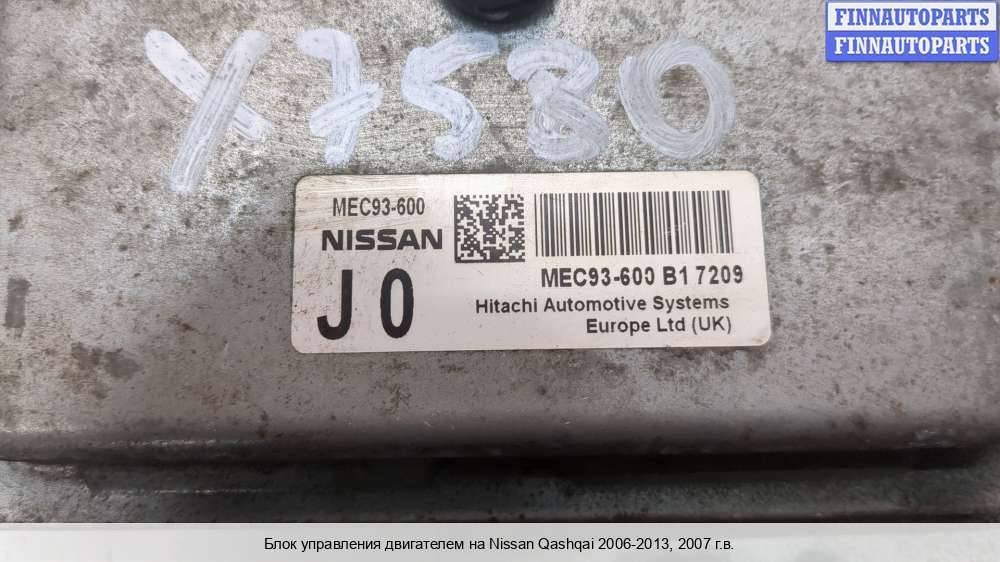 FINNAUTOPARTS
FINNAUTOPARTS
X7580
MEC93-600
NISSAN
J0
MEC93-600 B1 7209
Hitachi Automotive Systems
Europe Ltd (UK)
Блок управления двигателем на Nissan Qashqai 2006-2013, 2007 г.в.